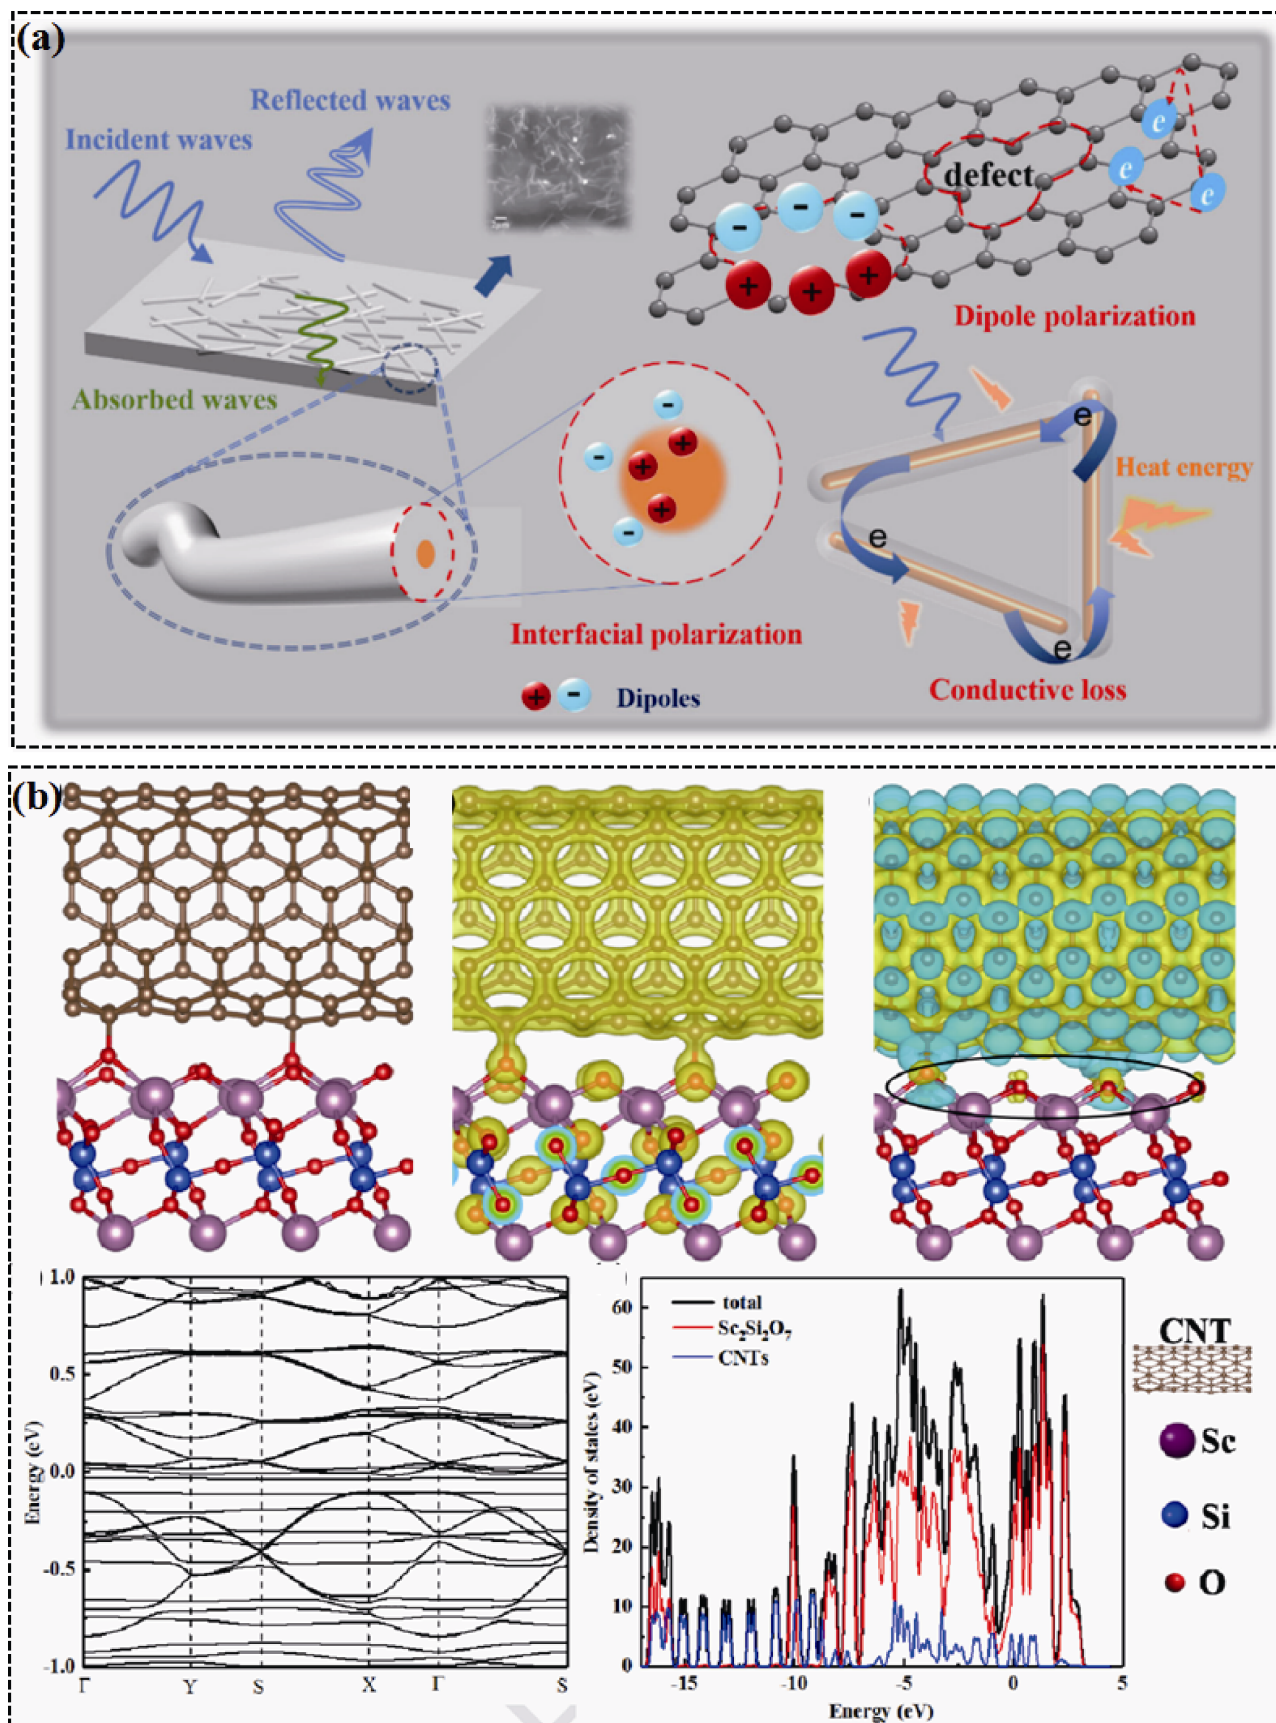 (a)
Reflected waves
Incident waves
Absorbed waves
defect
e
e
e
- - -
+ + +
Dipole polarization
- - -
+ + +
Interfacial polarization
e
e
e
Heat energy
Conductive loss
+ - Dipoles
(b)
1.0
0.5
0.0
-0.5
-1.0
Energy (eV)
Γ Y S X Γ S
total
Sc₂Si₂O₇
CNTs
60
50
40
30
20
10
0
Density of states (eV)
-15 -10 -5 0 5
Energy (eV)
CNT
Sc
Si
O